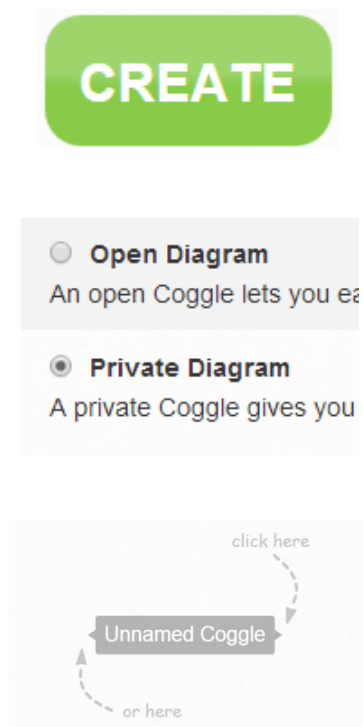 CREATE
Open Diagram
An open Coggle lets you ea
Private Diagram
A private Coggle gives you
click here
Unnamed Coggle
or here